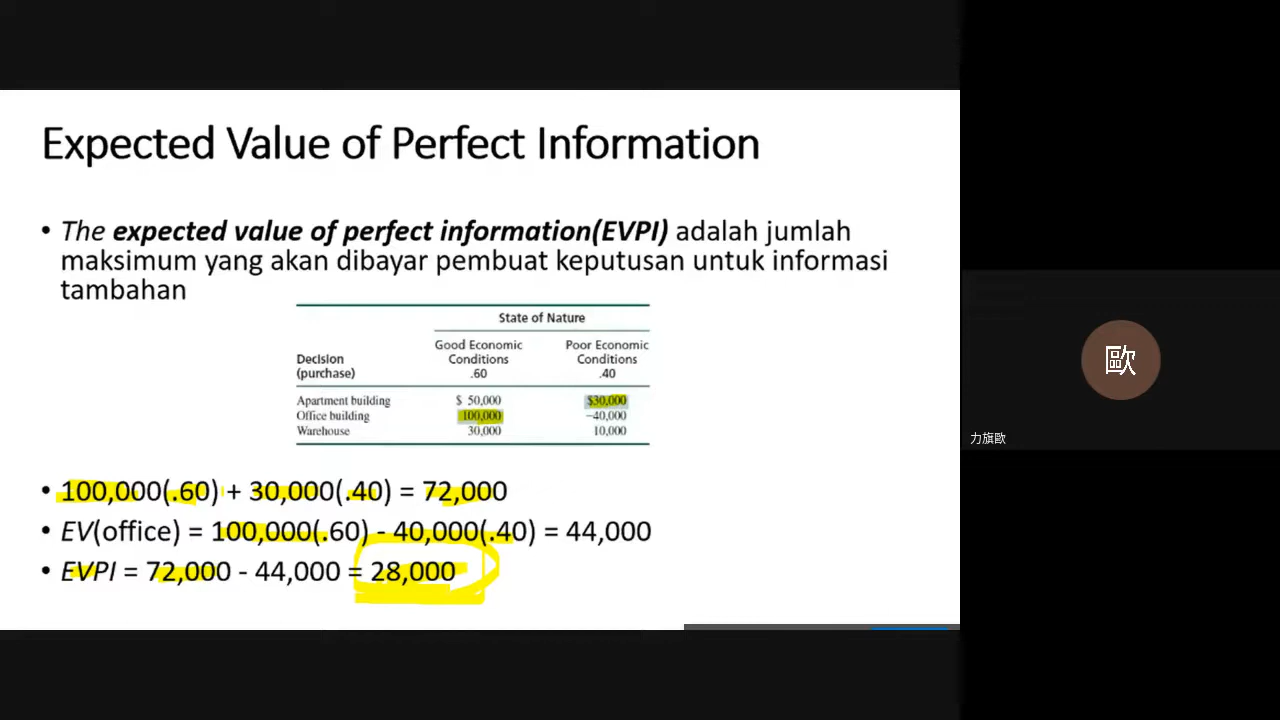 Expected Value of Perfect Information
• The expected value of perfect information(EVPI) adalah jumlah
maksimum yang akan dibayar pembuat keputusan untuk informasi
tambahan
State of Nature
Good Economic Poor Economic
Decision Conditions Conditions
(purchase) .60 .40
Apartment building $ 50,000 $30,000
Office building 100,000 −40,000
Warehouse 30,000 10,000
• 100,000(.60) + 30,000(.40) = 72,000
• EV(office) = 100,000(.60) - 40,000(.40) = 44,000
• EVPI = 72,000 - 44,000 = 28,000
歐
力旗歐